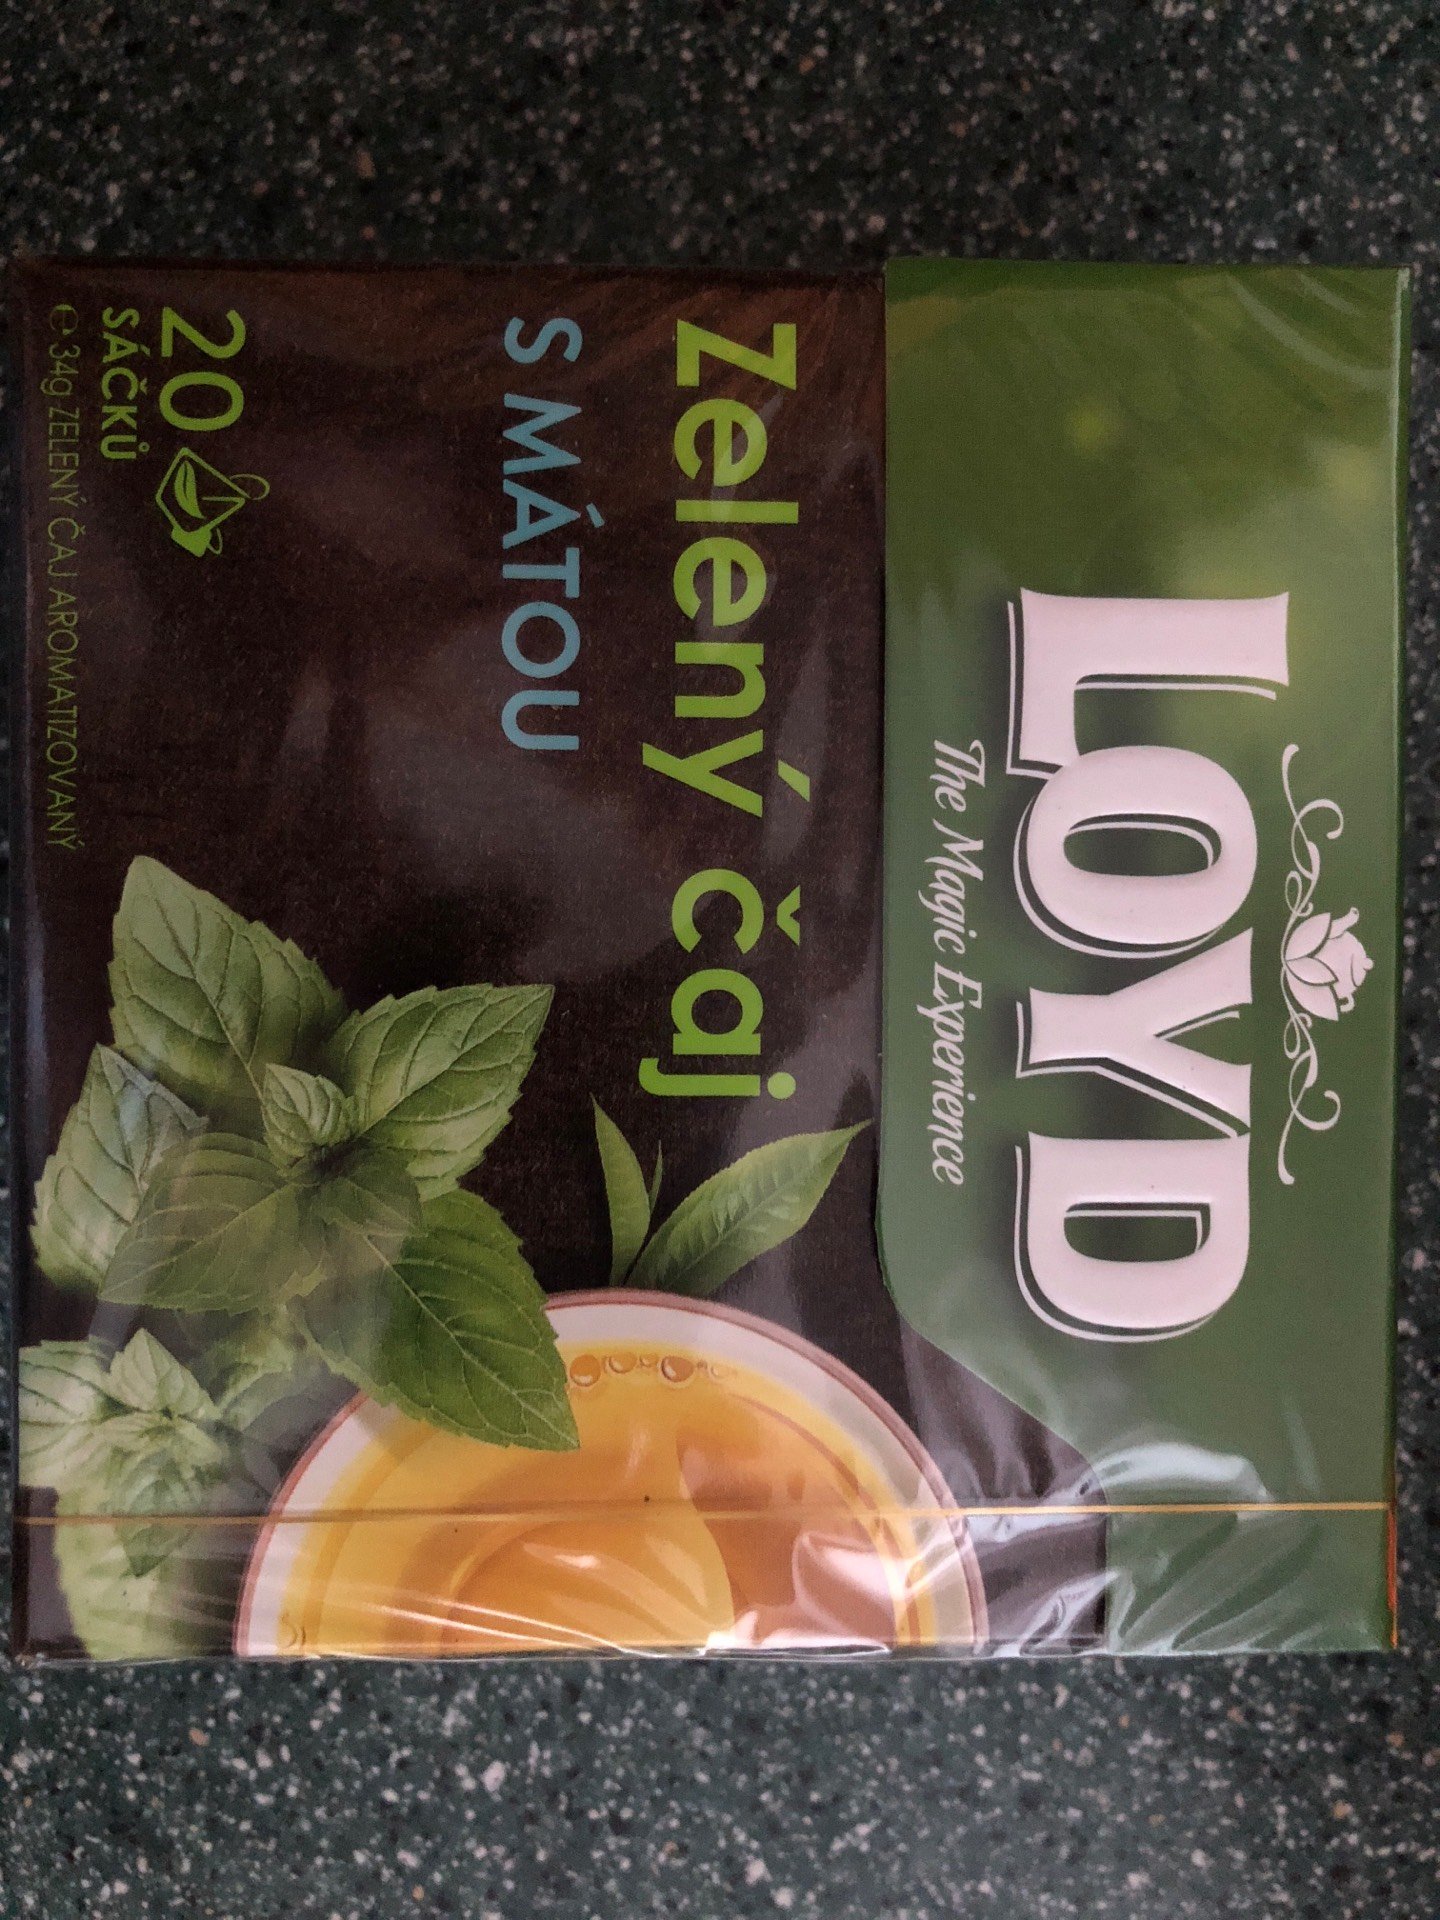 LOYD
The Magic Experience
Zelený čaj
S MÁTOU
20
SÁČKŮ
℮ 34g ZELENÝ ČAJ AROMATIZOVANÝ